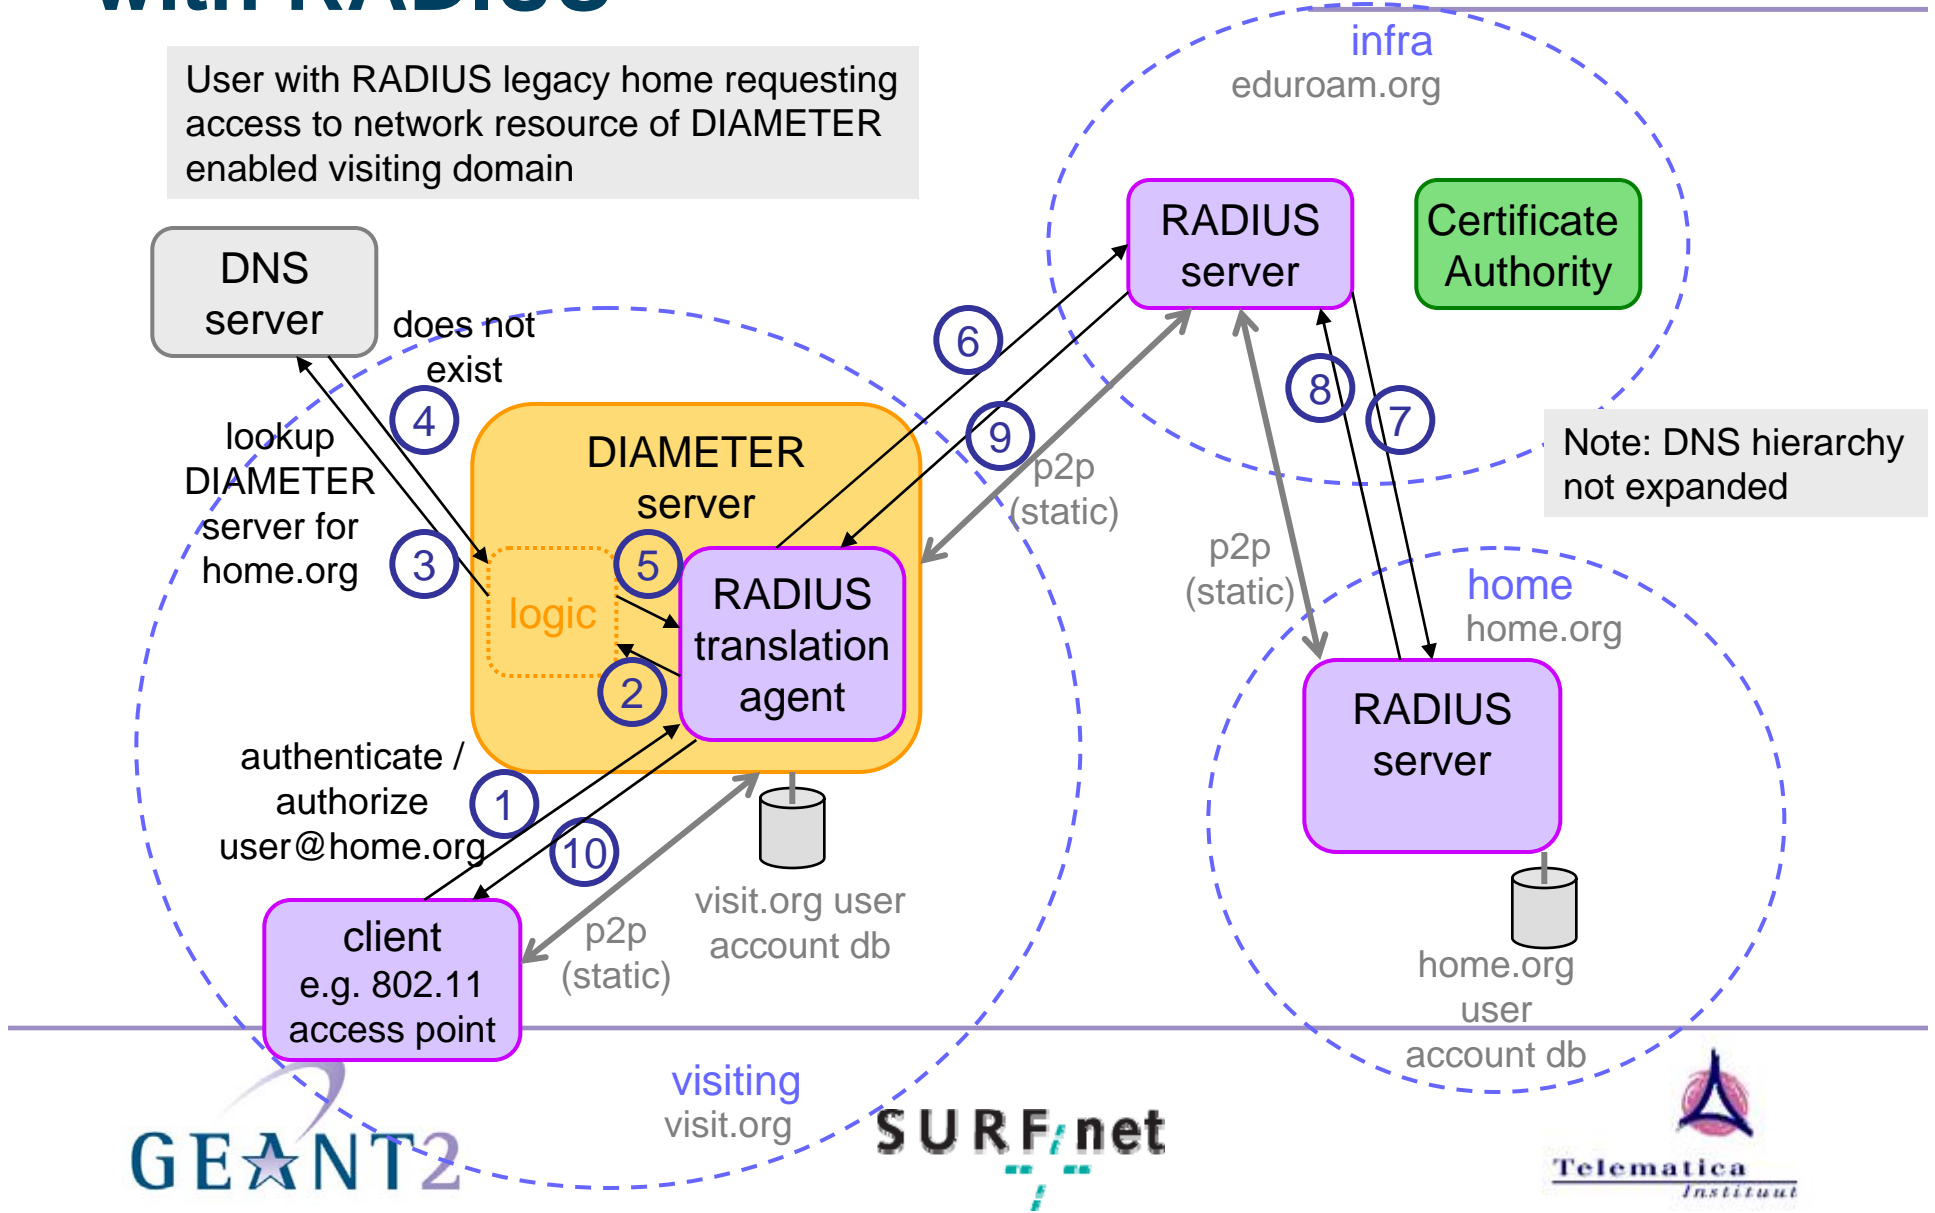 with RADIUS
User with RADIUS legacy home requesting
access to network resource of DIAMETER
enabled visiting domain
infra
eduroam.org
RADIUS
server
Certificate
Authority
DNS
server
does not
exist
4
6
8
7
9
lookup
DIAMETER
server for
home.org
3
DIAMETER
server
p2p
(static)
Note: DNS hierarchy
not expanded
logic
5
2
RADIUS
translation
agent
p2p
(static)
home
home.org
RADIUS
server
authenticate /
authorize
user@home.org
1
10
visit.org user
account db
client
e.g. 802.11
access point
p2p
(static)
home.org
user
account db
visiting
visit.org
GEANT2
SURFnet
Telematica
Instituut